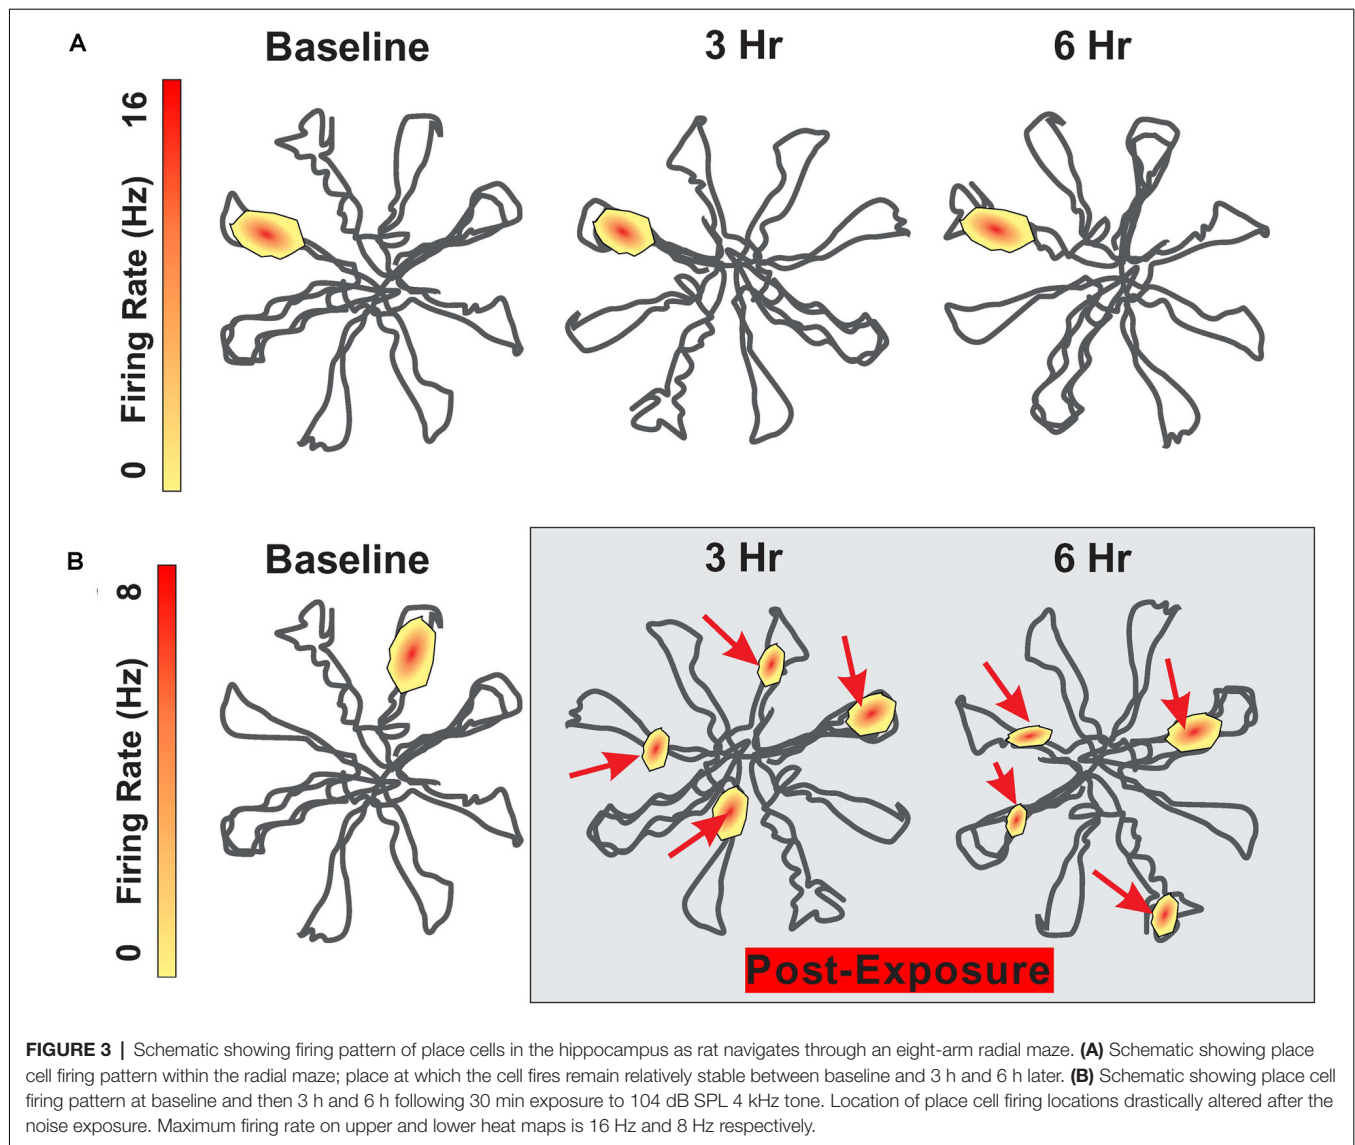 A
Baseline
3 Hr
6 Hr
0 Firing Rate (Hz) 16
B
Baseline
3 Hr
6 Hr
0 Firing Rate (Hz) 8
Post-Exposure
FIGURE 3 | Schematic showing firing pattern of place cells in the hippocampus as rat navigates through an eight-arm radial maze. (A) Schematic showing place
cell firing pattern within the radial maze; place at which the cell fires remain relatively stable between baseline and 3 h and 6 h later. (B) Schematic showing place cell
firing pattern at baseline and then 3 h and 6 h following 30 min exposure to 104 dB SPL 4 kHz tone. Location of place cell firing locations drastically altered after the
noise exposure. Maximum firing rate on upper and lower heat maps is 16 Hz and 8 Hz respectively.